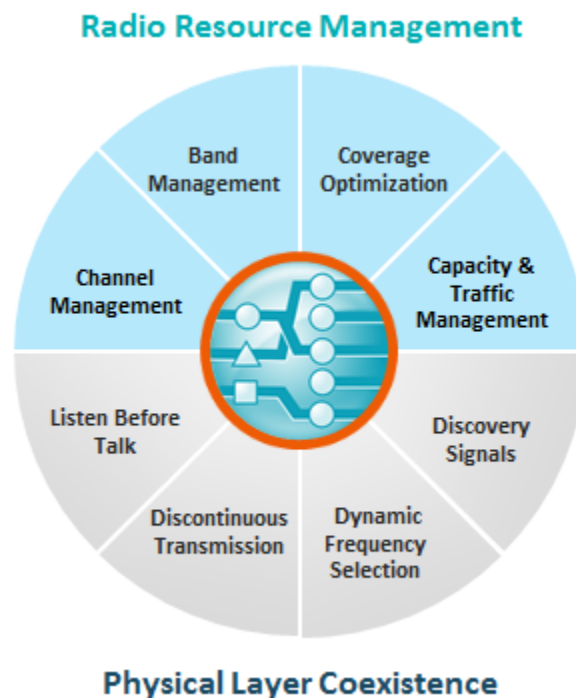 Radio Resource Management
Band
Management
Coverage
Optimization
Channel
Management
Capacity &
Traffic
Management
Listen Before
Talk
Discovery
Signals
Discontinuous
Transmission
Dynamic
Frequency
Selection
Physical Layer Coexistence